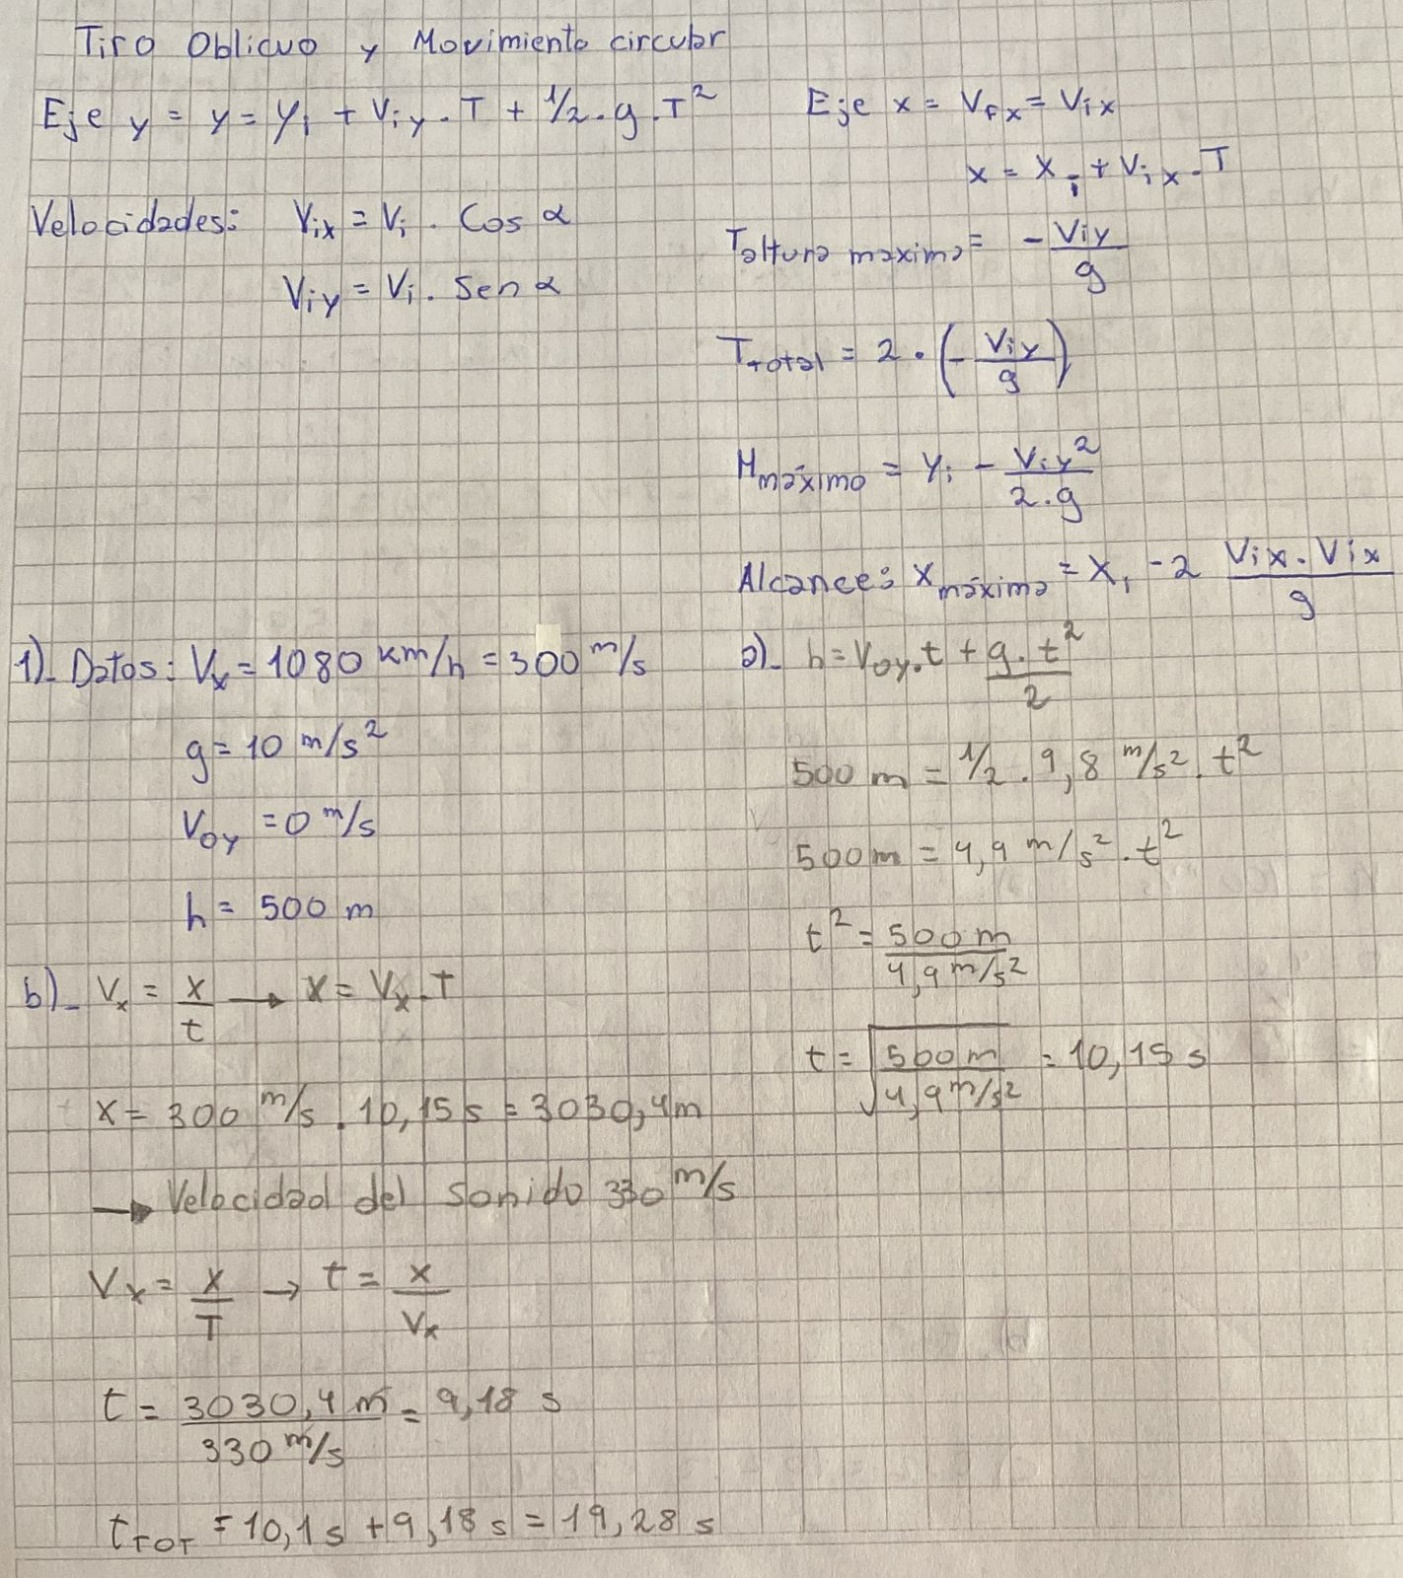 Tiro Oblicuo y Movimiento circular
Eje y = y = yi + Viy . T + 1/2 . g . T²
Eje x = Vfx = Vix
x = xi + Vix . T
Velocidades: Vix = Vi . Cos α
Viy = Vi . Sen α
Taltura maxima = - Viy / g
Ttotal = 2 . (- Viy / g)
Hmáximo = yi - Viy² / 2.g
Alcance: xmáximo = xi - 2 Vix . Vix / g
1)- Datos: Vx = 1080 km/h = 300 m/s
g = 10 m/s²
Voy = 0 m/s
h = 500 m
a)- h = Voy . t + g . t² / 2
500 m = 1/2 . 9,8 m/s² . t²
500 m = 4,9 m/s² . t²
t² = 500 m / 4,9 m/s²
t = √ 500 m / 4,9 m/s² = 10,15 s
b)- Vx = x / t → x = Vx . T
x = 300 m/s . 10,15 s = 3030,4 m
→ Velocidad del sonido 330 m/s
Vx = x / T → t = x / Vx
t = 3030,4 m / 330 m/s = 9,18 s
tTOT = 10,1 s + 9,18 s = 19,28 s